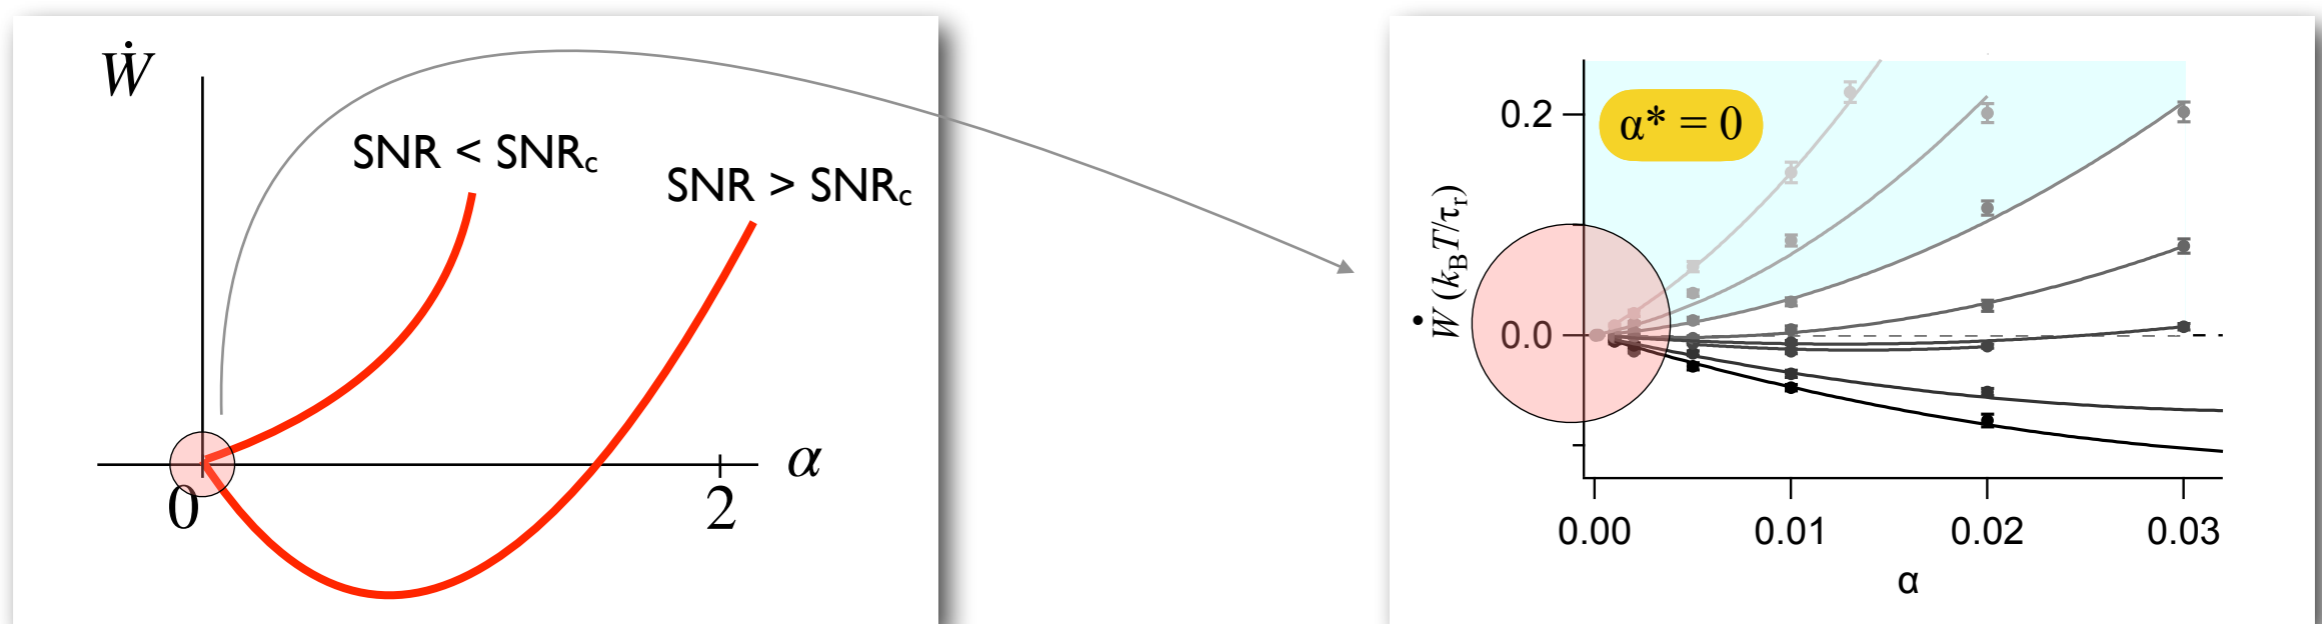 Ẇ
SNR < SNRc
SNR > SNRc
α
0
2
α* = 0
0.2
0.0
Ẇ (kBT/τr)
0.00
0.01
0.02
0.03
α